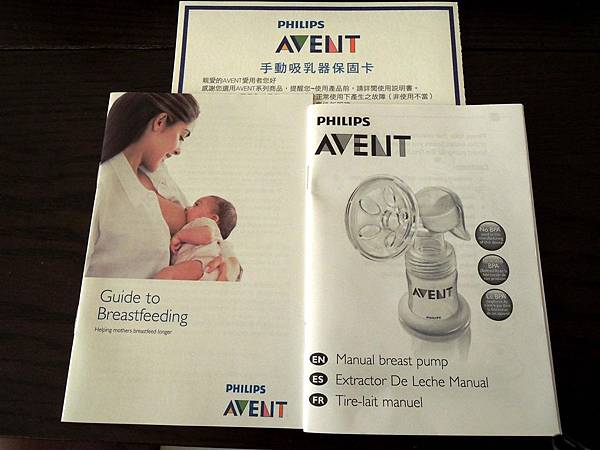 PHILIPS
AVENT
手動吸乳器保固卡
親愛的AVENT愛用者您好
感謝您選用AVENT系列商品，提醒您~使用產品前，請詳閱使用說明書。
正常使用下產生之故障（非使用不當）
Guide to
Breastfeeding
Helping mothers breastfeed longer
PHILIPS
AVENT
PHILIPS
AVENT
No BPA
BPA
BPA
AVENT
PHILIPS
EN Manual breast pump
ES Extractor De Leche Manual
FR Tire-lait manuel